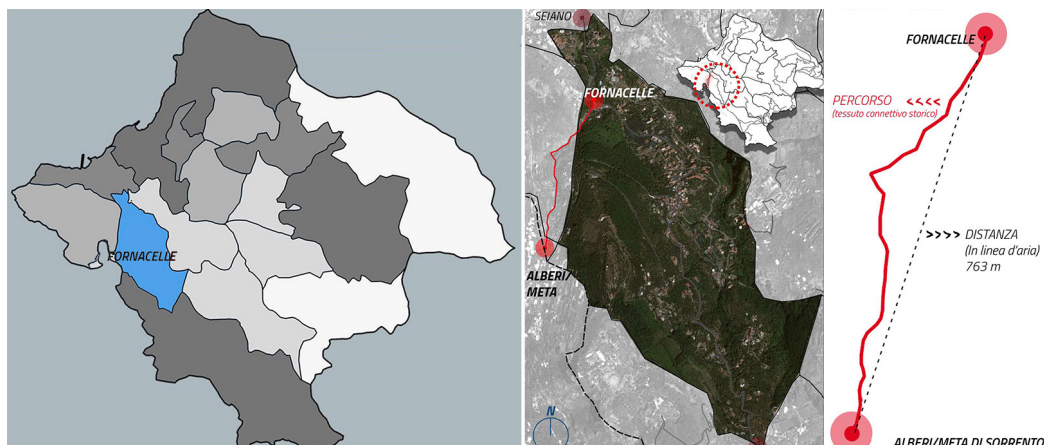 FORNACELLE
SEIANO
FORNACELLE
ALBERI/
META
N
FORNACELLE
PERCORSO <<<<
(tessuto connettivo storico)
>>>> DISTANZA
(In linea d'aria)
763 m
ALBERI/META DI SORRENTO